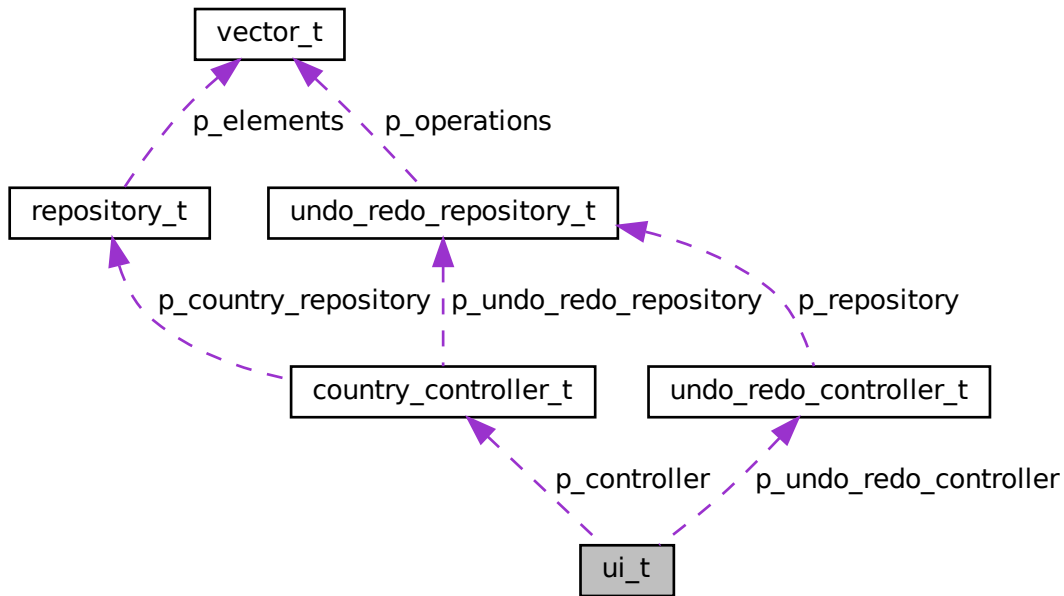 vector_t
p_elements
p_operations
repository_t
undo_redo_repository_t
p_country_repository
p_undo_redo_repository
p_repository
country_controller_t
undo_redo_controller_t
p_controller
p_undo_redo_controller
ui_t